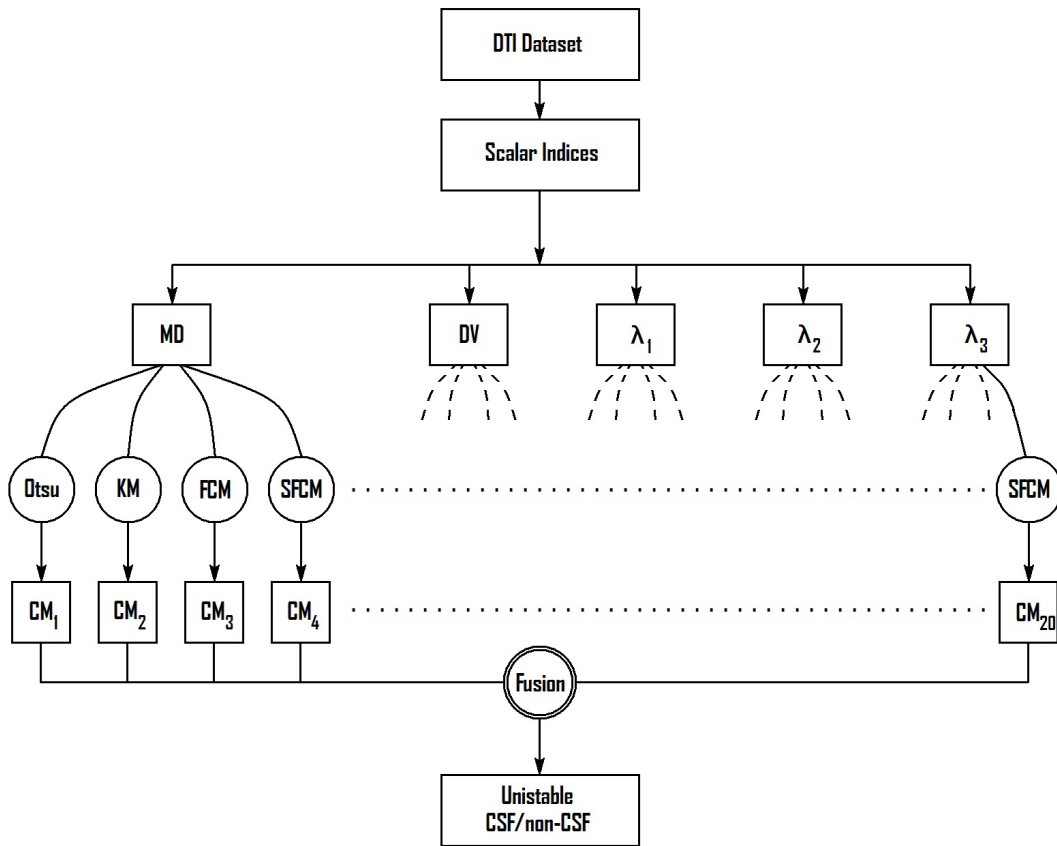 DTI Dataset
Scalar Indices
MD
DV
λ1
λ2
λ3
Otsu
KM
FCM
SFCM
SFCM
CM1
CM2
CM3
CM4
CM20
Fusion
Unistable
CSF/non-CSF